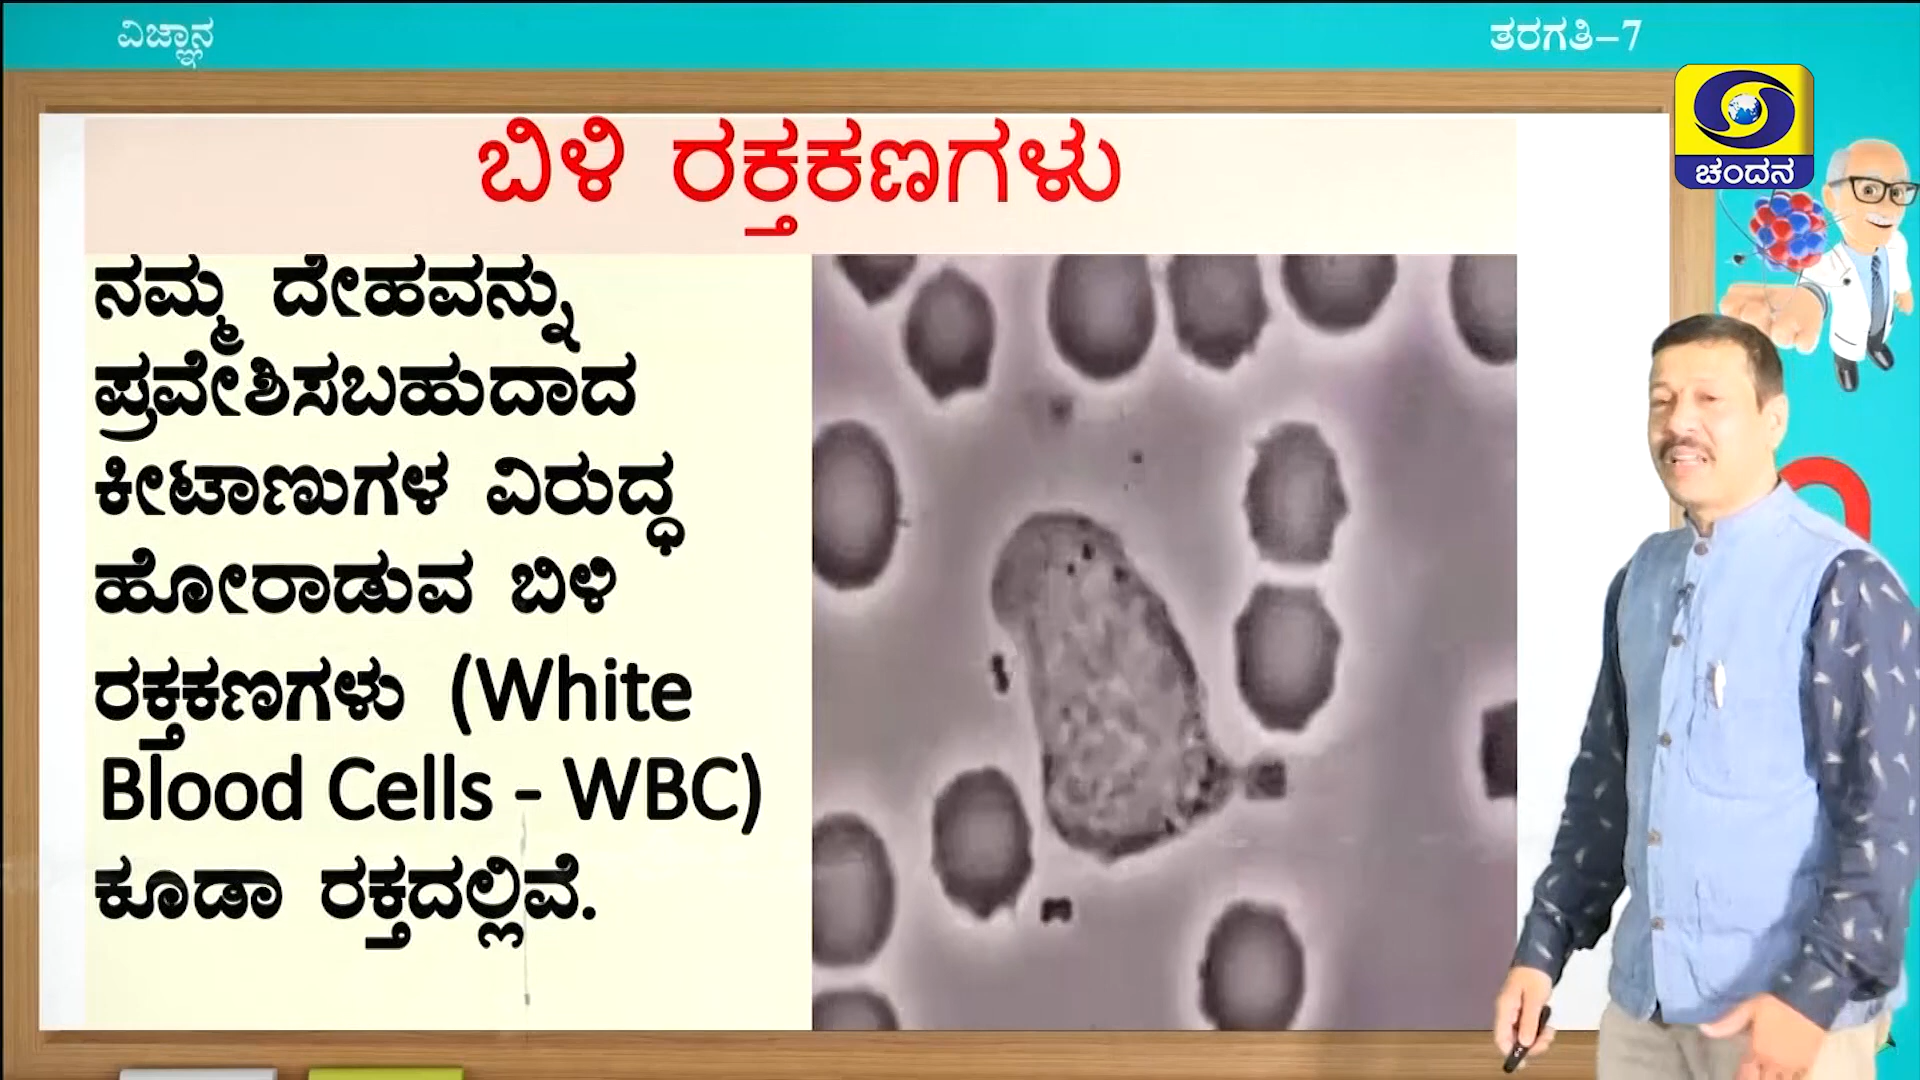 ವಿಜ್ಞಾನ
ತರಗತಿ–7
ಚಂದನ
ಬಿಳಿ ರಕ್ತಕಣಗಳು
ನಮ್ಮ ದೇಹವನ್ನು
ಪ್ರವೇಶಿಸಬಹುದಾದ
ಕೀಟಾಣುಗಳ ವಿರುದ್ಧ
ಹೋರಾಡುವ ಬಿಳಿ
ರಕ್ತಕಣಗಳು (White
Blood Cells - WBC)
ಕೂಡಾ ರಕ್ತದಲ್ಲಿವೆ.